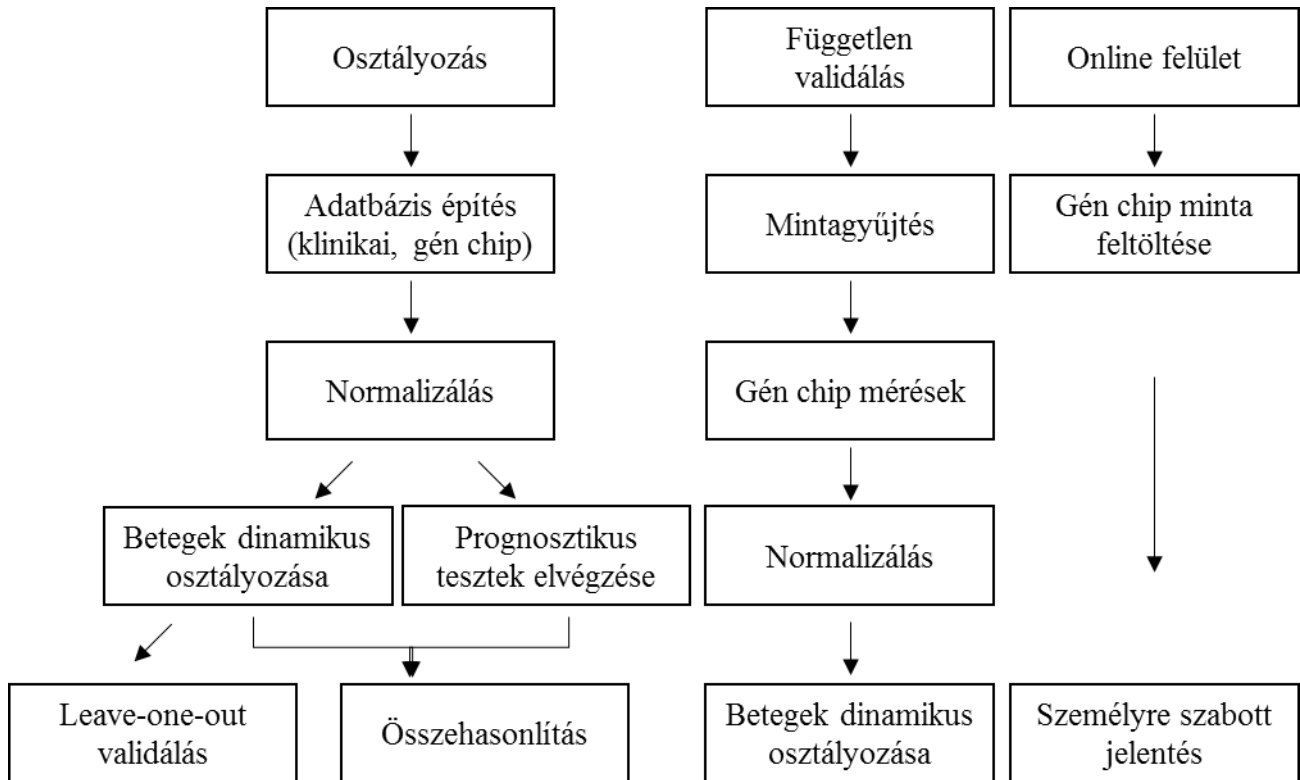 Osztályozás
Független
validálás
Online felület
Adatbázis építés
(klinikai, gén chip)
Mintagyűjtés
Gén chip minta
feltöltése
Normalizálás
Gén chip mérések
Betegek dinamikus
osztályozása
Prognosztikus
tesztek elvégzése
Normalizálás
Leave-one-out
validálás
Összehasonlítás
Betegek dinamikus
osztályozása
Személyre szabott
jelentés